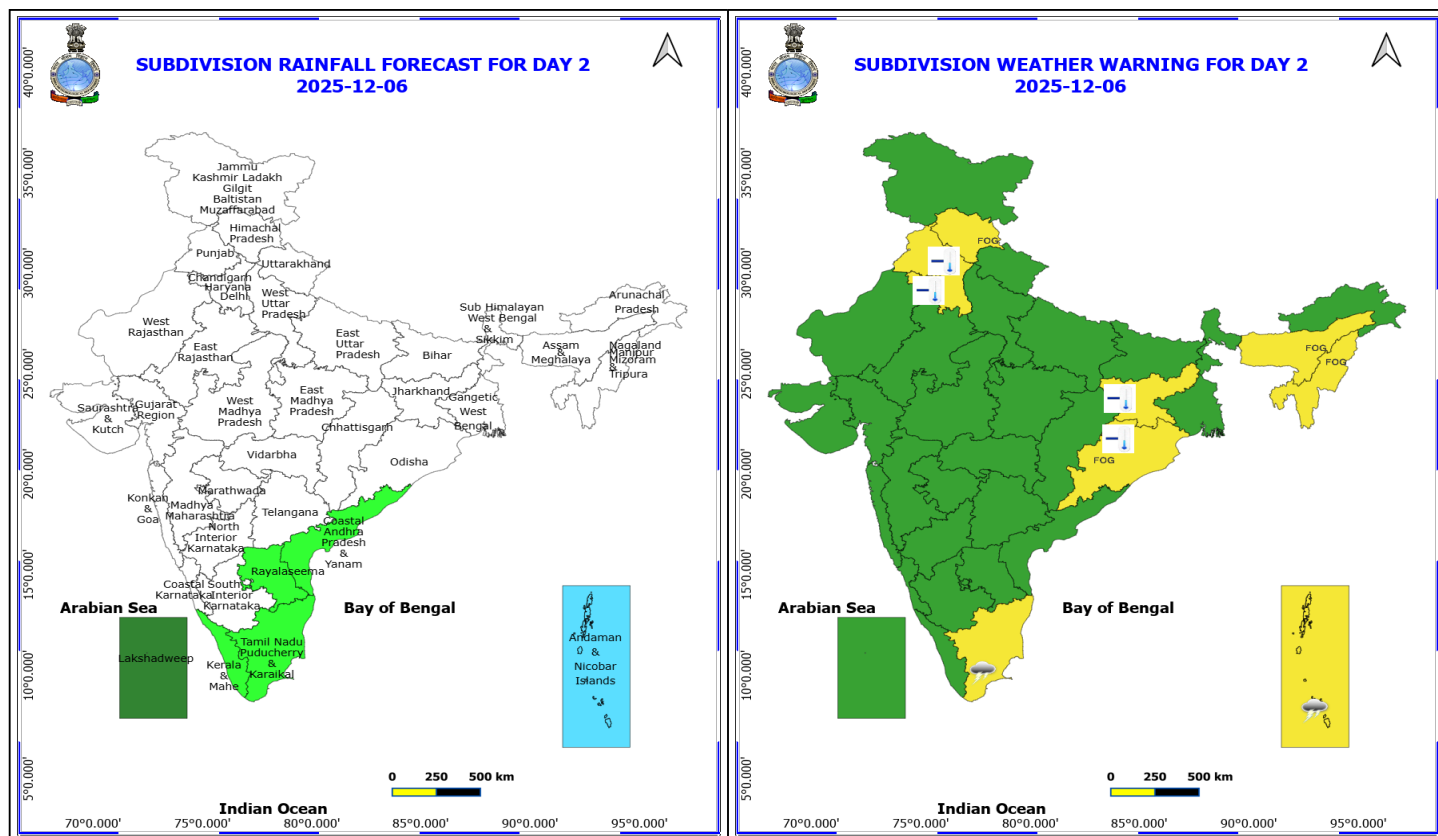 SUBDIVISION RAINFALL FORECAST FOR DAY 2
2025-12-06
40°0.000'
35°0.000'
30°0.000'
25°0.000'
20°0.000'
15°0.000'
10°0.000'
5°0.000'
Jammu
Kashmir Ladakh
Gilgit
Baltistan
Muzaffarabad
Himachal
Pradesh
Punjab
Uttarakhand
Chandigarh
Haryana
Delhi
West
Uttar
Pradesh
West
Rajasthan
East
Rajasthan
East
Uttar
Pradesh
Bihar
Sub Himalayan
West Bengal
&
Sikkim
Arunachal
Pradesh
Assam
&
Meghalaya
Nagaland
Manipur
Mizoram
&
Tripura
Saurashtra
&
Kutch
Gujarat
Region
West
Madhya
Pradesh
East
Madhya
Pradesh
Jharkhand
Gangetic
West
Bengal
Chhattisgarh
Vidarbha
Odisha
Konkan
&
Goa
Madhya
Maharashtra
Marathwada
Telangana
North
Interior
Karnataka
Coastal
Andhra
Pradesh
&
Yanam
Rayalaseema
Coastal
Karnataka
South
Interior
Karnataka
Arabian Sea
Bay of Bengal
Lakshadweep
Kerala
&
Mahe
Tamil Nadu
Puducherry
&
Karaikal
Andaman
&
Nicobar
Islands
0 250 500 km
Indian Ocean
70°0.000' 75°0.000' 80°0.000' 85°0.000' 90°0.000' 95°0.000'
SUBDIVISION WEATHER WARNING FOR DAY 2
2025-12-06
40°0.000'
35°0.000'
30°0.000'
25°0.000'
20°0.000'
15°0.000'
10°0.000'
5°0.000'
FOG
FOG
FOG
FOG
Arabian Sea
Bay of Bengal
0 250 500 km
Indian Ocean
70°0.000' 75°0.000' 80°0.000' 85°0.000' 90°0.000' 95°0.000'